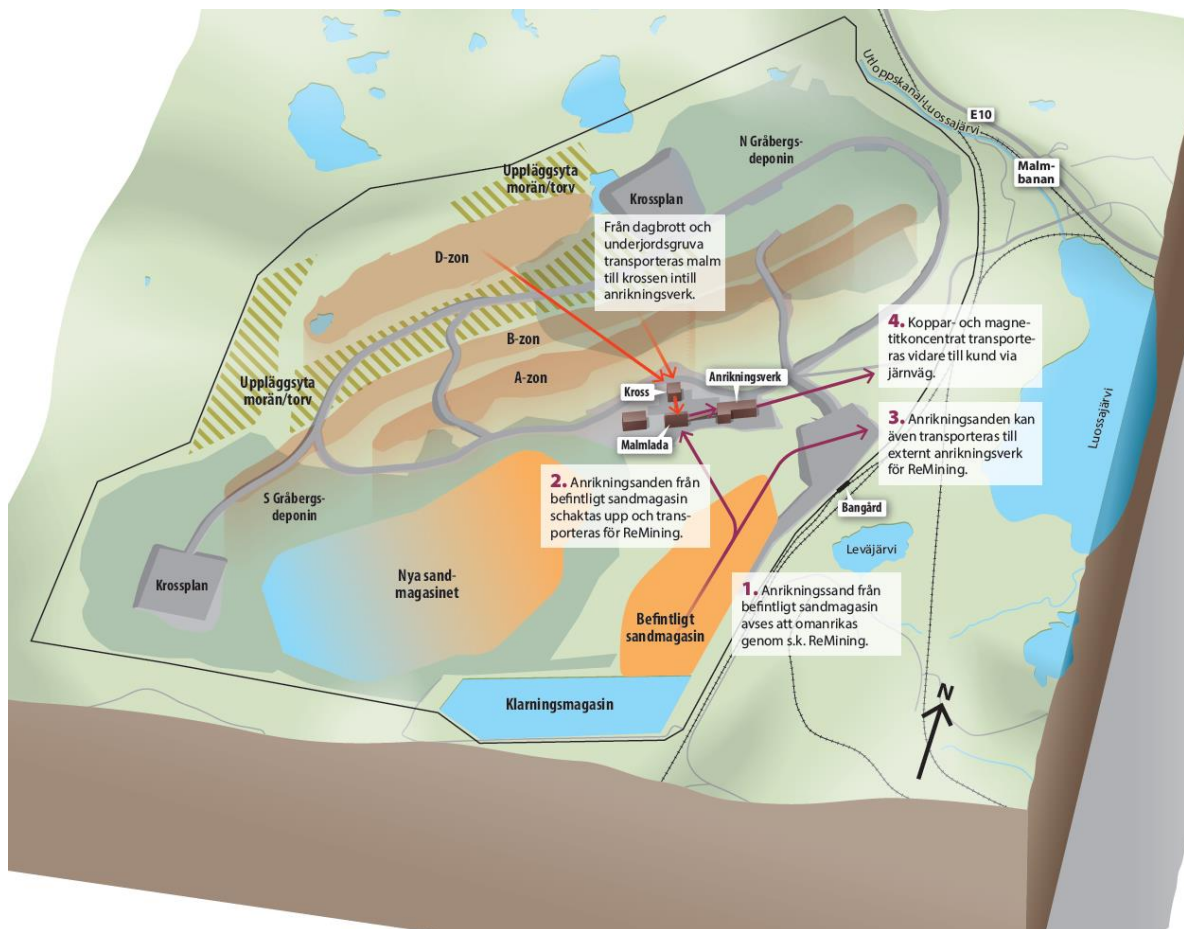 Utloppskanal Luossajärvi
E10
N Gråbergs-
deponin
Malm-
banan
Uppläggsyta
morän/torv
Krossplan
Från dagbrott och
underjordsgruva
transporteras malm
till krossen intill
anrikningsverk.
D-zon
B-zon
A-zon
Uppläggsyta
morän/torv
4. Koppar- och magne-
titkoncentrat transporte-
ras vidare till kund via
järnväg.
Kross
Anrikningsverk
Malmlada
Luossajärvi
3. Anrikningsanden kan
även transporteras till
externt anrikningsverk
för ReMining.
2. Anrikningsanden från
befintligt sandmagasin
schaktas upp och trans-
porteras för ReMining.
S Gråbergs-
deponin
Bangård
Leväjärvi
Krossplan
Nya sand-
magasinet
1. Anrikningssand från
befintligt sandmagasin
avses att omanrikas
genom s.k. ReMining.
Befintligt
sandmagasin
Klarningsmagasin
N